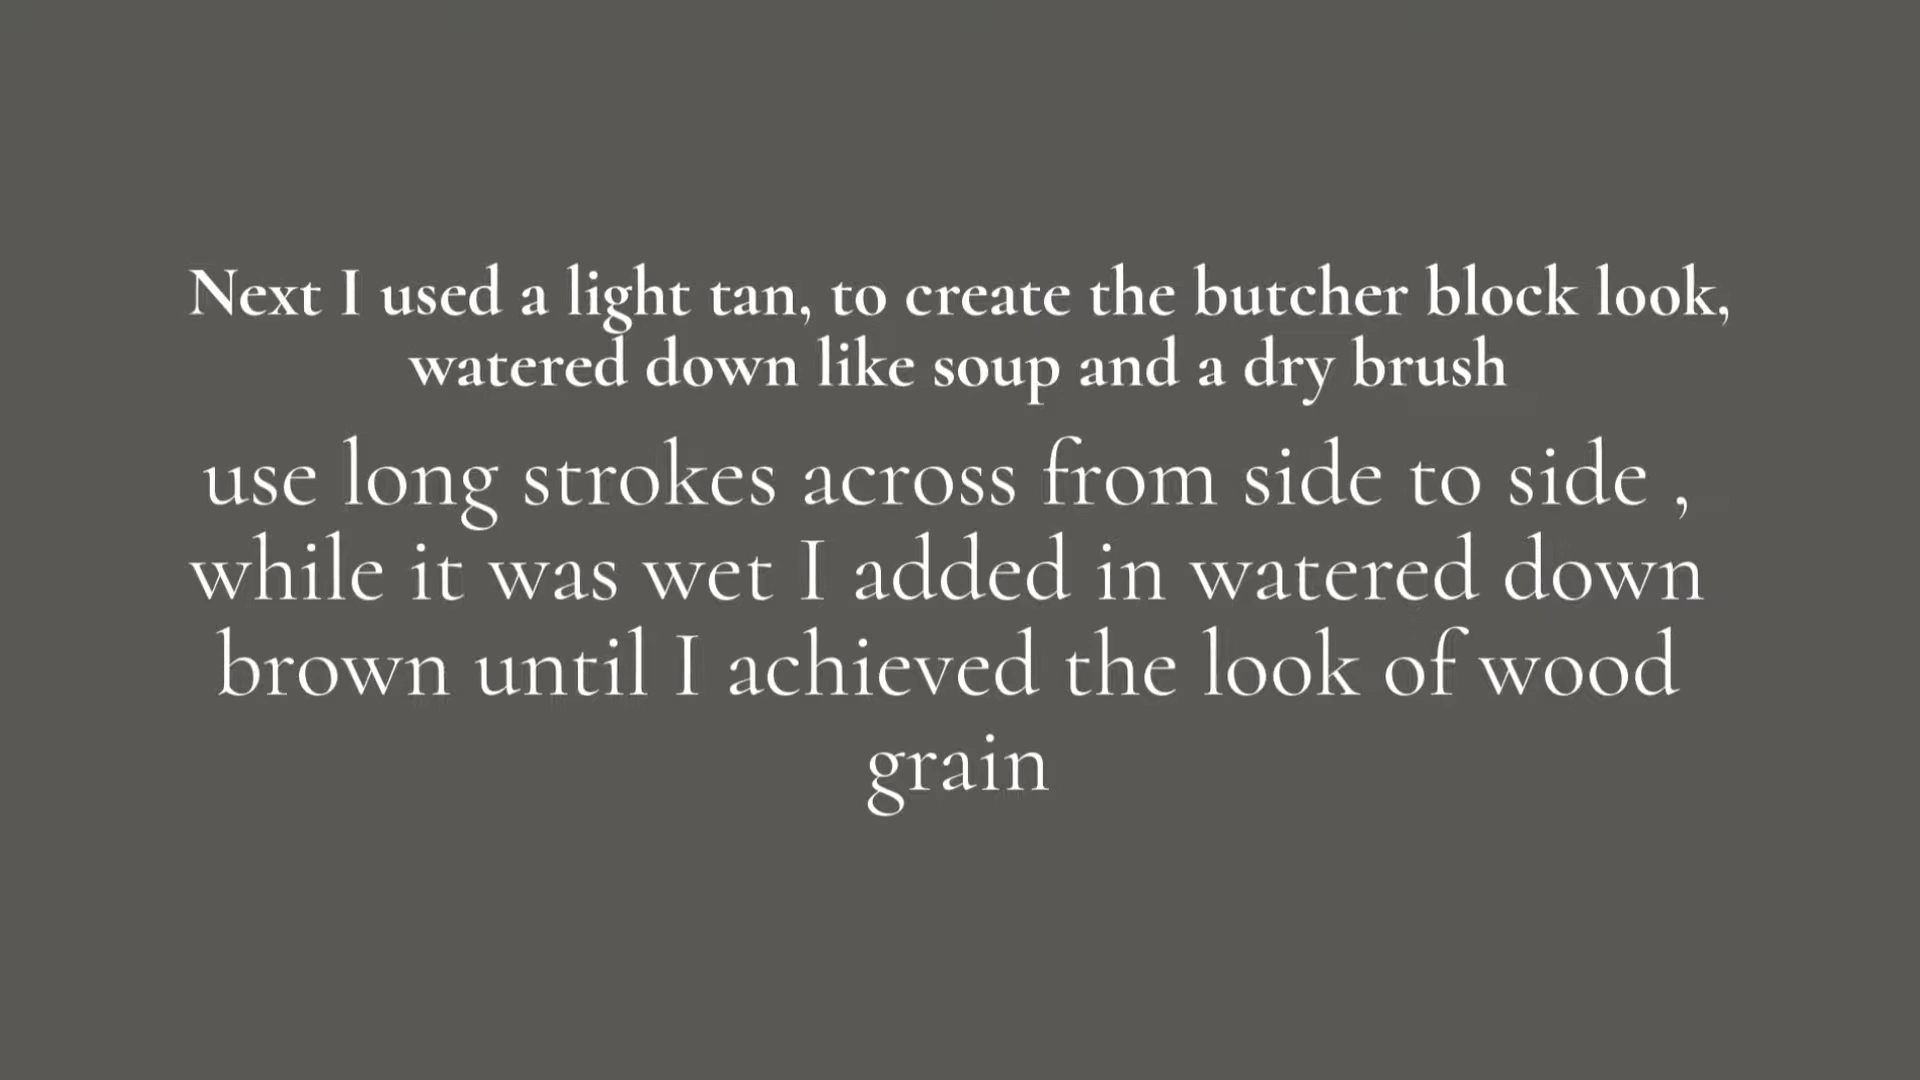 Next I used a light tan, to create the butcher block look,
watered down like soup and a dry brush
use long strokes across from side to side ,
while it was wet I added in watered down
brown until I achieved the look of wood
grain